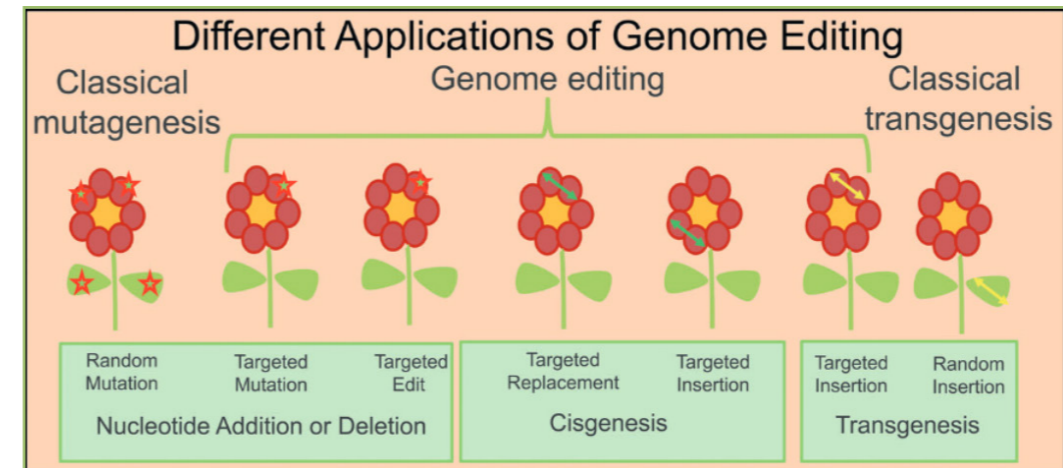 Different Applications of Genome Editing
Classical
mutagenesis
Genome editing
Classical
transgenesis
Random
Mutation
Targeted
Mutation
Targeted
Edit
Nucleotide Addition or Deletion
Targeted
Replacement
Targeted
Insertion
Cisgenesis
Targeted
Insertion
Random
Insertion
Transgenesis